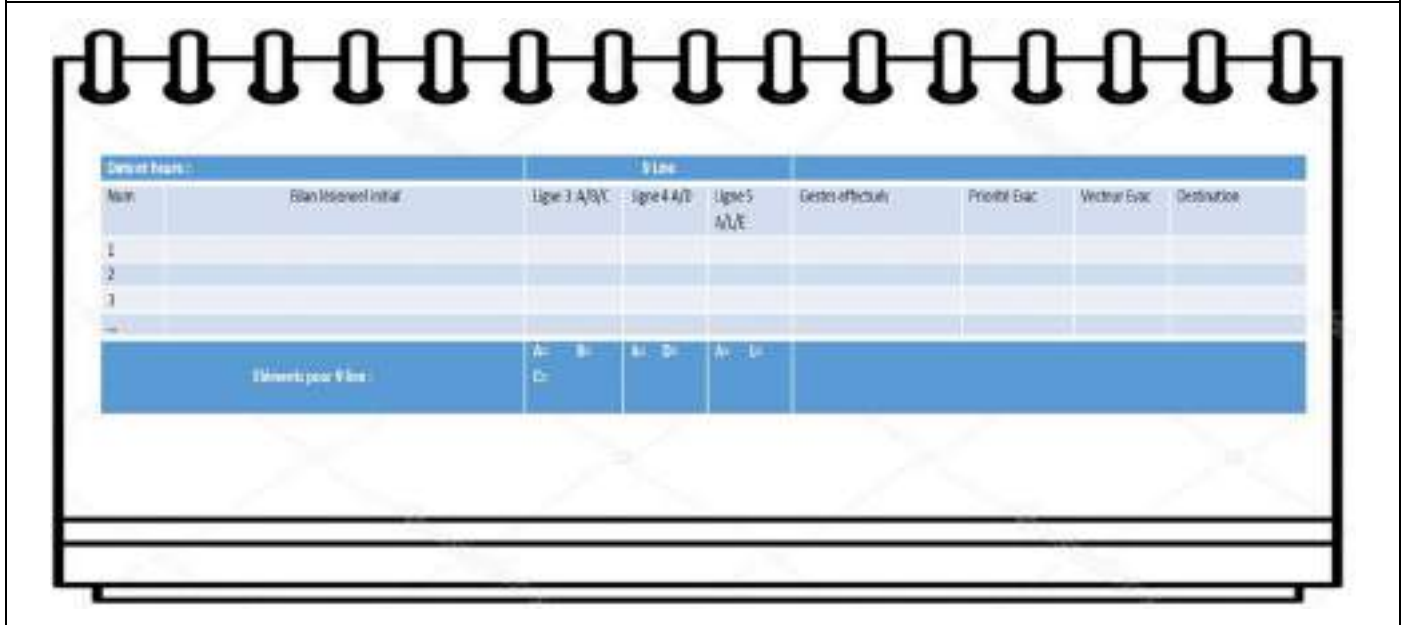 Date et heure :
9 Line
Num
Bilan lésionnel initial
Ligne 3 A/B/C
Ligne 4 A/D
Ligne 5
A/L/E
Gestes effectués
Priorité Evac
Vecteur Evac
Destination
1
2
3
...
Eléments pour 9 line :
A= B=
C=
A= D=
A= L=